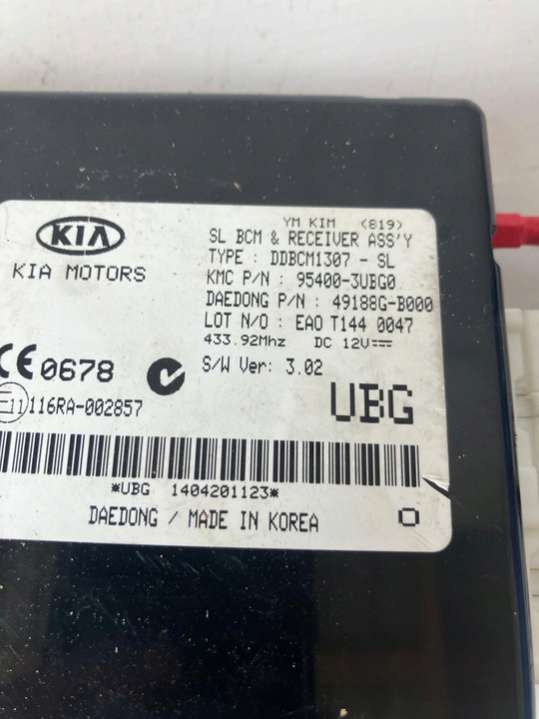 YM KIM (819)
KIA
KIA MOTORS
SL BCM & RECEIVER ASS'Y
TYPE : DDBCM1307 - SL
KMC P/N : 95400-3UBG0
DAEDONG P/N : 49188G-B000
LOT N/O : EAO T144 0047
433.92Mhz DC 12V
S/W Ver: 3.02
CE 0678
11 116RA-002857
UBG
*UBG 1404201123*
DAEDONG / MADE IN KOREA
O